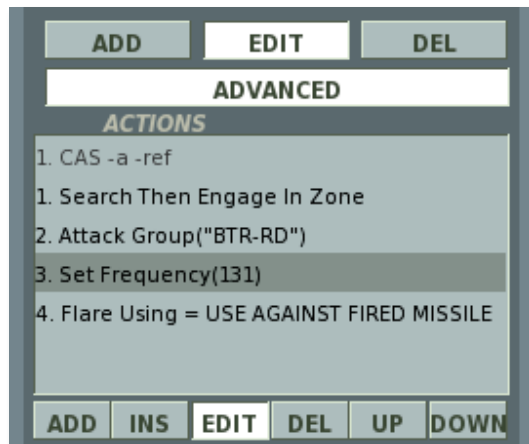 ADD EDIT DEL
ADVANCED
ACTIONS
1. CAS -a -ref
1. Search Then Engage In Zone
2. Attack Group("BTR-RD")
3. Set Frequency(131)
4. Flare Using = USE AGAINST FIRED MISSILE
ADD INS EDIT DEL UP DOWN